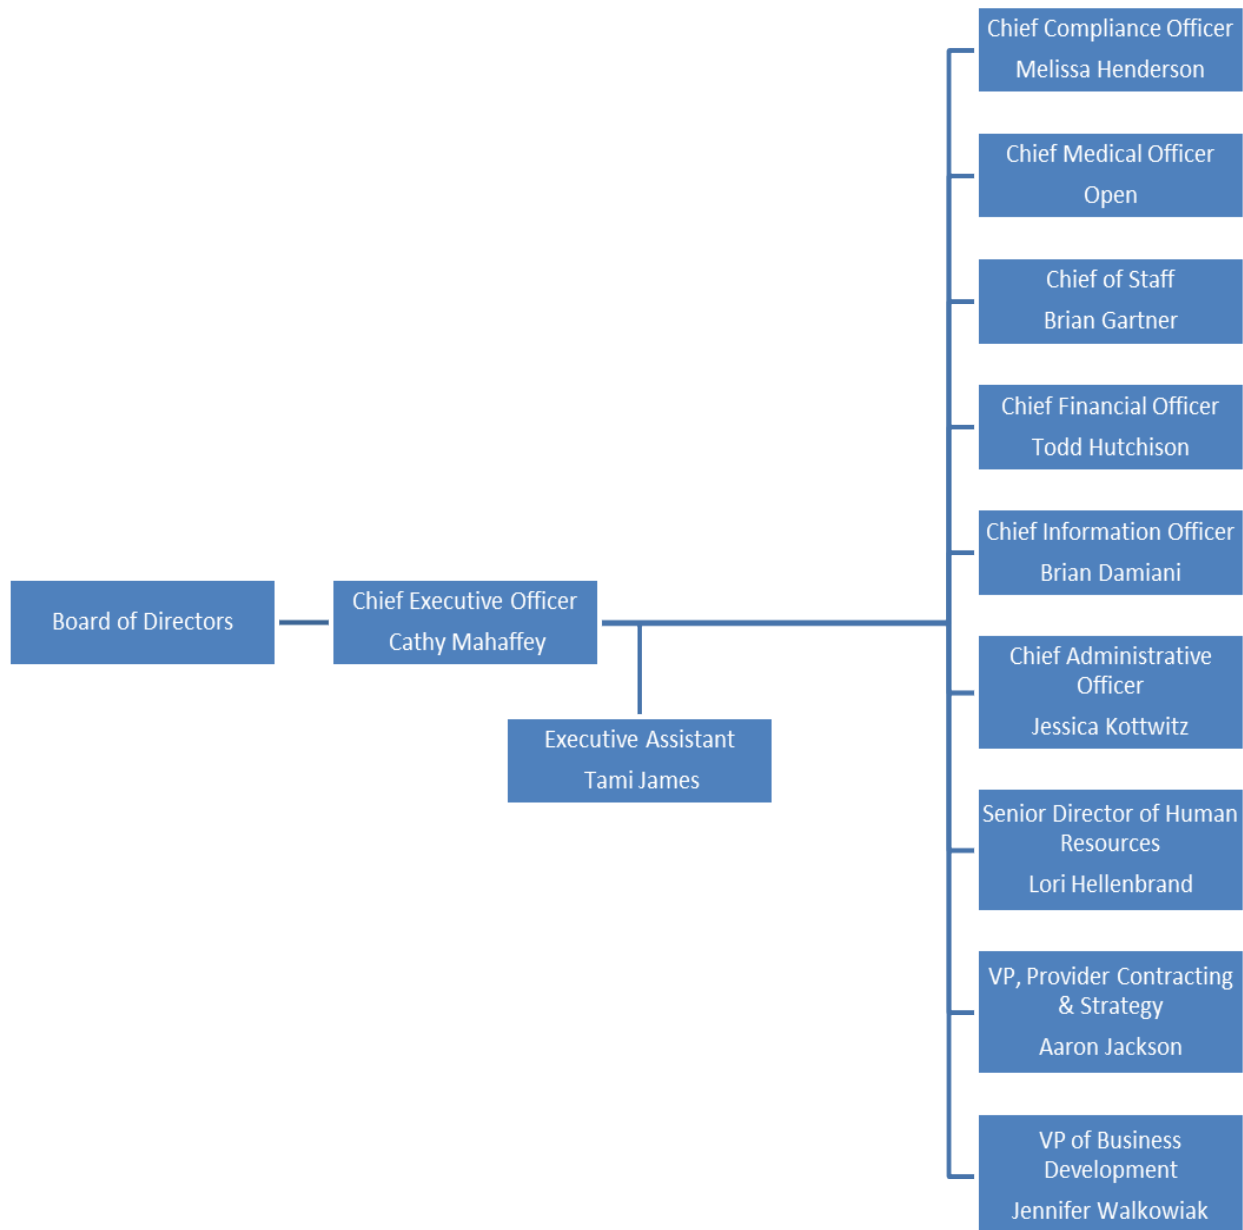 Board of Directors
Chief Executive Officer
Cathy Mahaffey
Executive Assistant
Tami James
Chief Compliance Officer
Melissa Henderson
Chief Medical Officer
Open
Chief of Staff
Brian Gartner
Chief Financial Officer
Todd Hutchison
Chief Information Officer
Brian Damiani
Chief Administrative
Officer
Jessica Kottwitz
Senior Director of Human
Resources
Lori Hellenbrand
VP, Provider Contracting
& Strategy
Aaron Jackson
VP of Business
Development
Jennifer Walkowiak